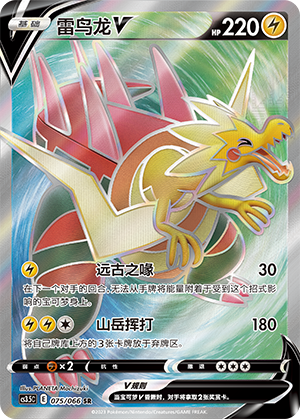 基础
雷鸟龙V
HP 220
远古之喙 30
在下一个对手的回合,无法从手牌将能量附着于受到这个招式影响的宝可梦身上。
山岳挥打 180
将自己牌库上方的3张卡牌放于弃牌区。
弱点 ×2 抗性 撤退
V规则
当宝可梦V昏厥时,对手将拿取2张奖赏卡。
Illus. PLANETA Mochizuki
CS3.5C E 075/066 SR
©2023 Pokémon/Nintendo/Creatures/GAME FREAK.